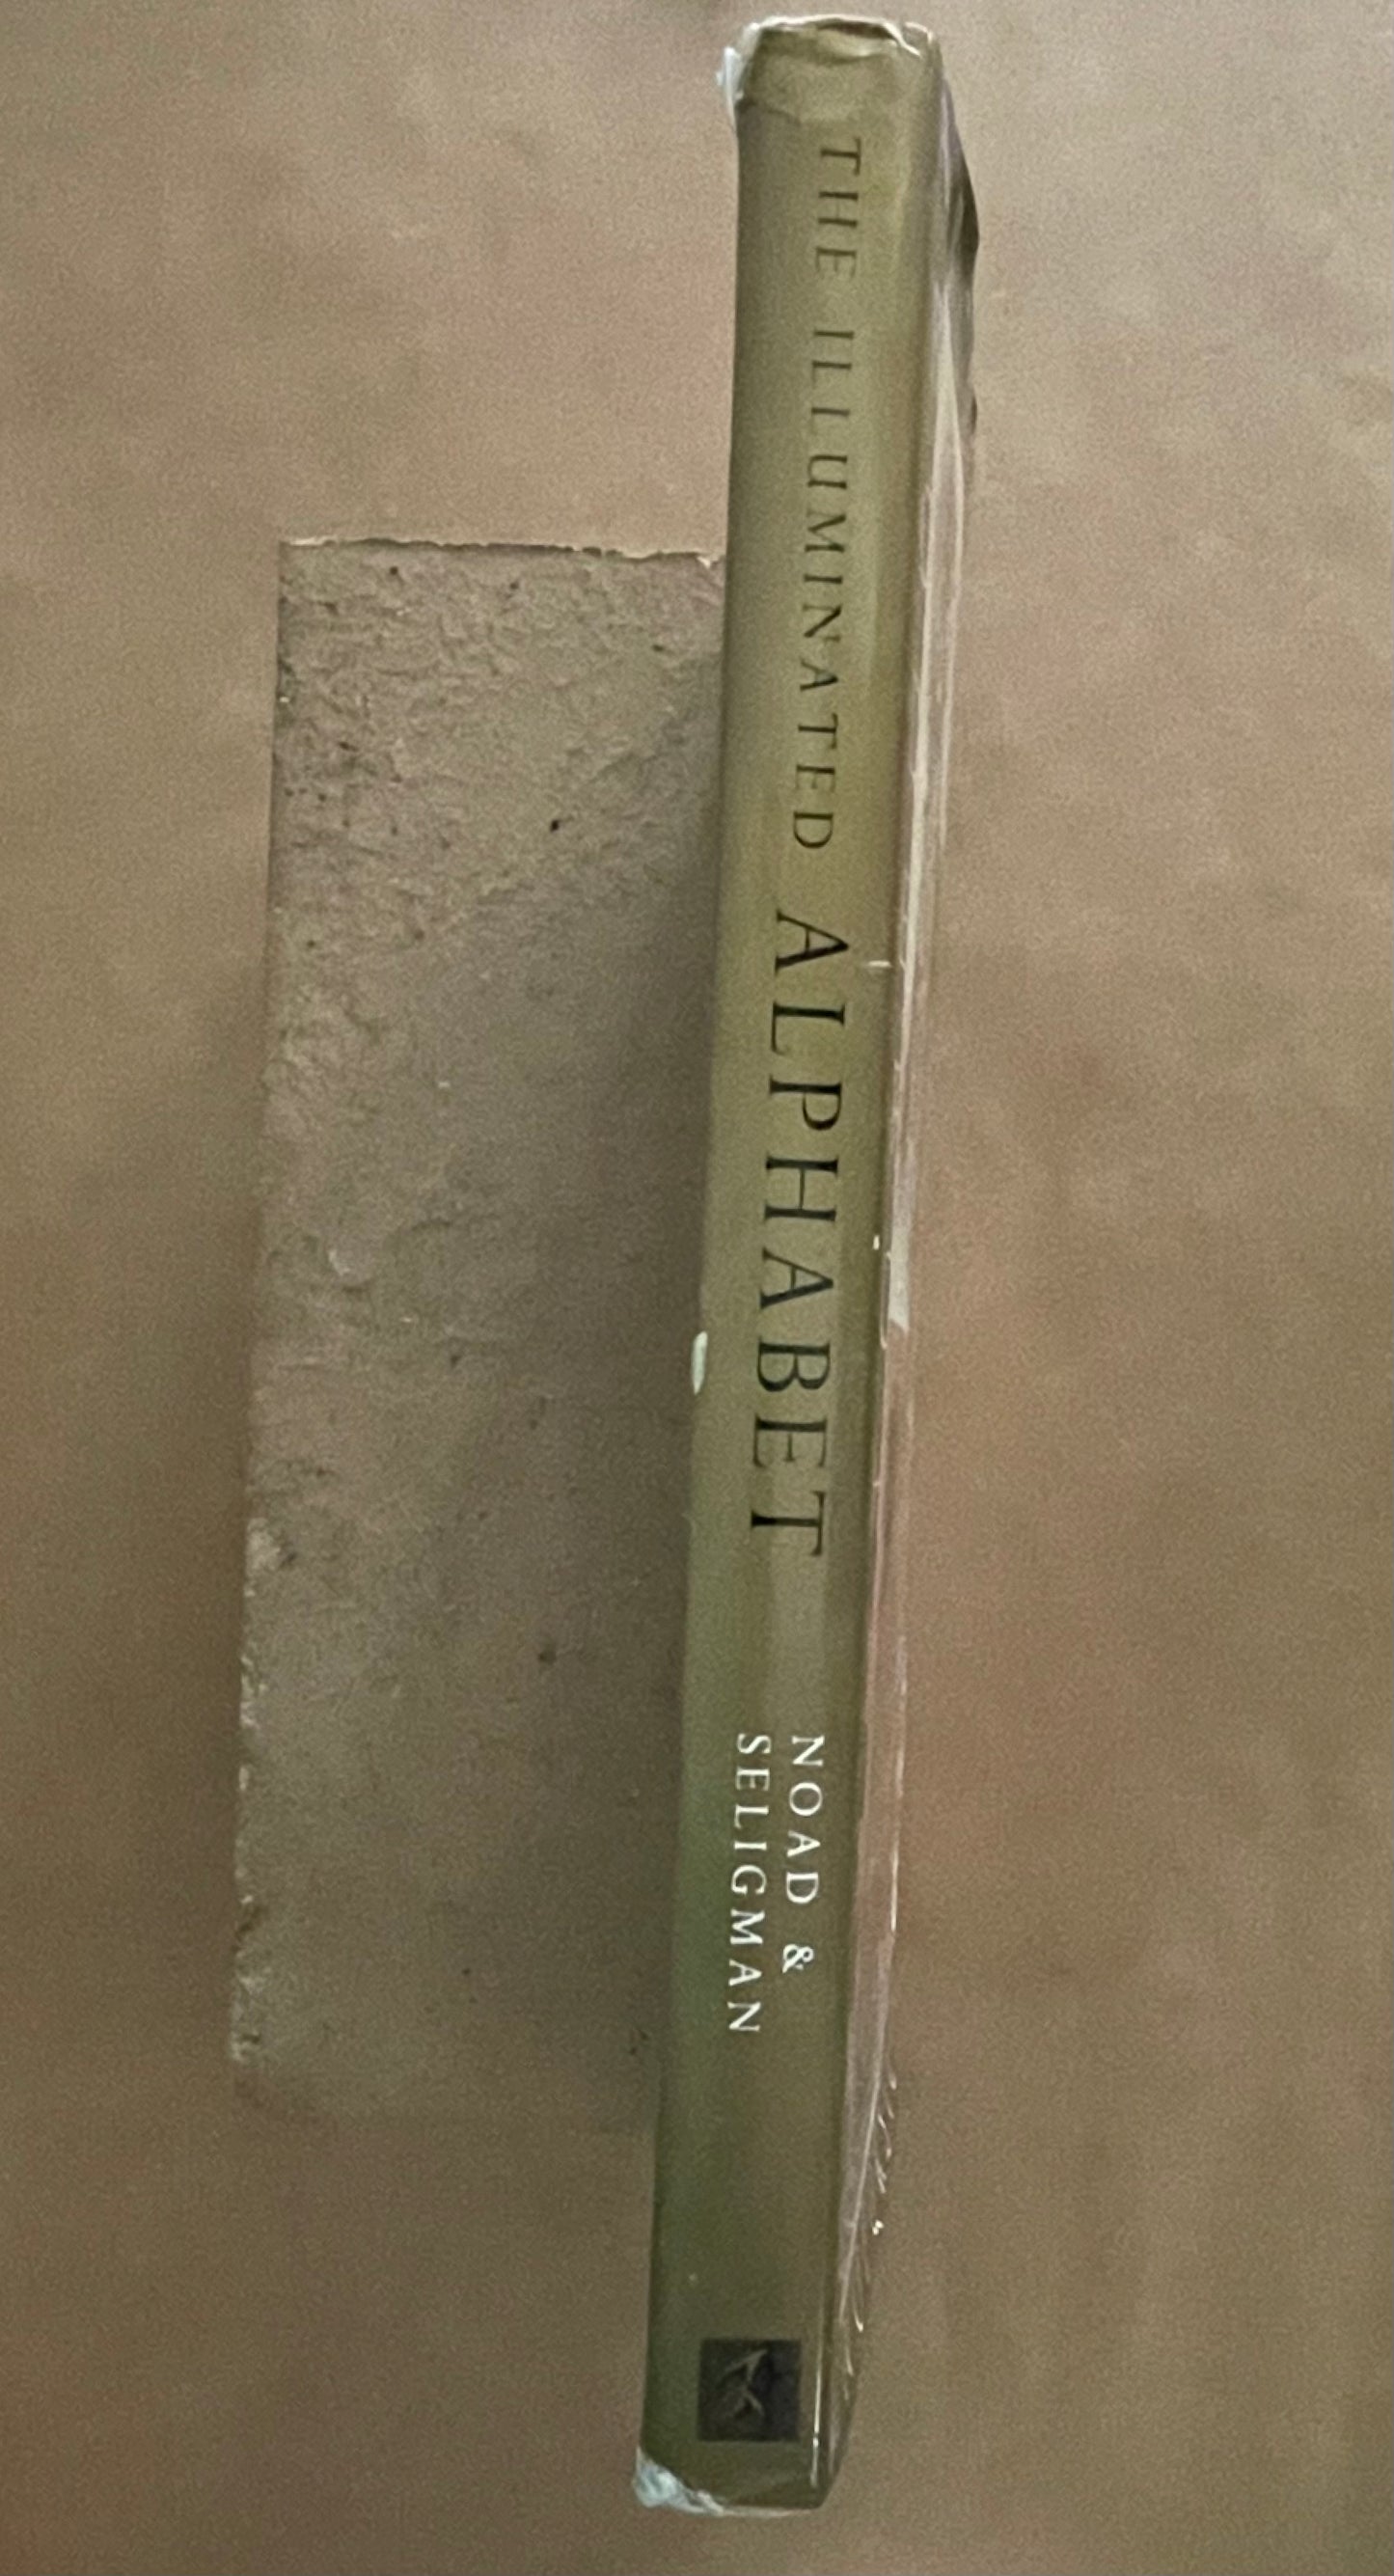 THE ILLUMINATED ALPHABET
NOAD &
SELIGMAN